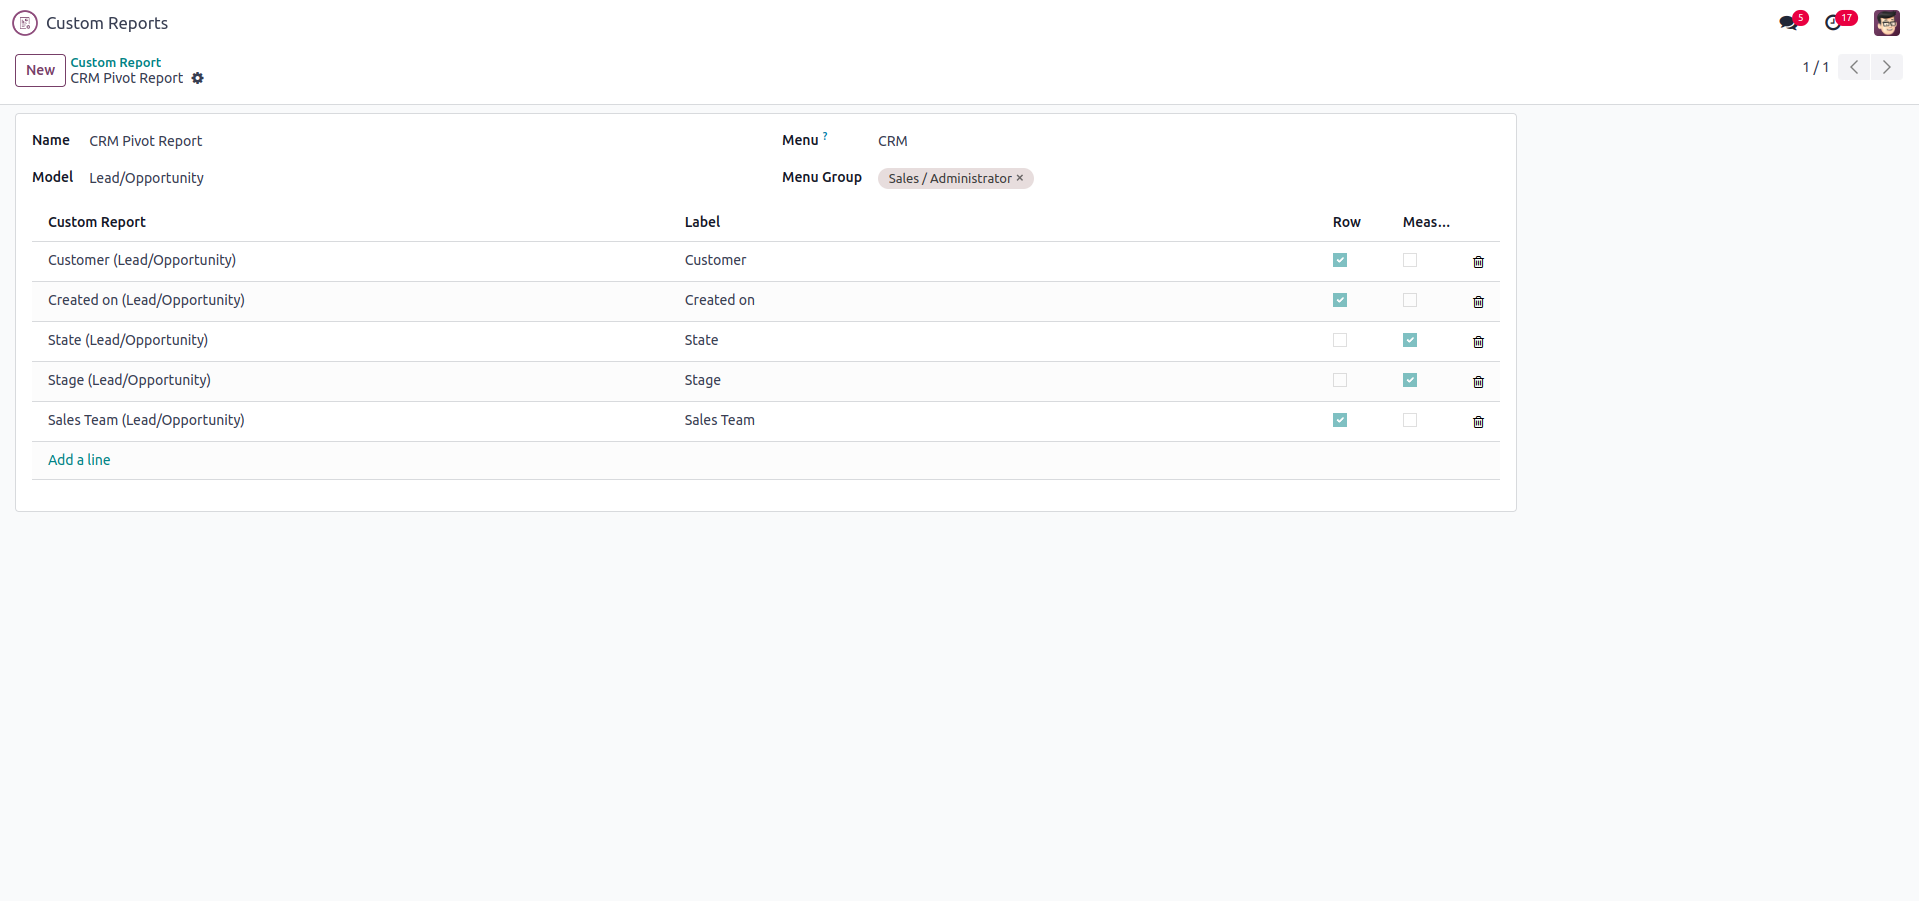 Custom Reports
5
17
New
Custom Report
CRM Pivot Report
1 / 1
Name CRM Pivot Report
Menu ? CRM
Model Lead/Opportunity
Menu Group Sales / Administrator ×
Custom Report Label Row Meas...
Customer (Lead/Opportunity) Customer
Created on (Lead/Opportunity) Created on
State (Lead/Opportunity) State
Stage (Lead/Opportunity) Stage
Sales Team (Lead/Opportunity) Sales Team
Add a line